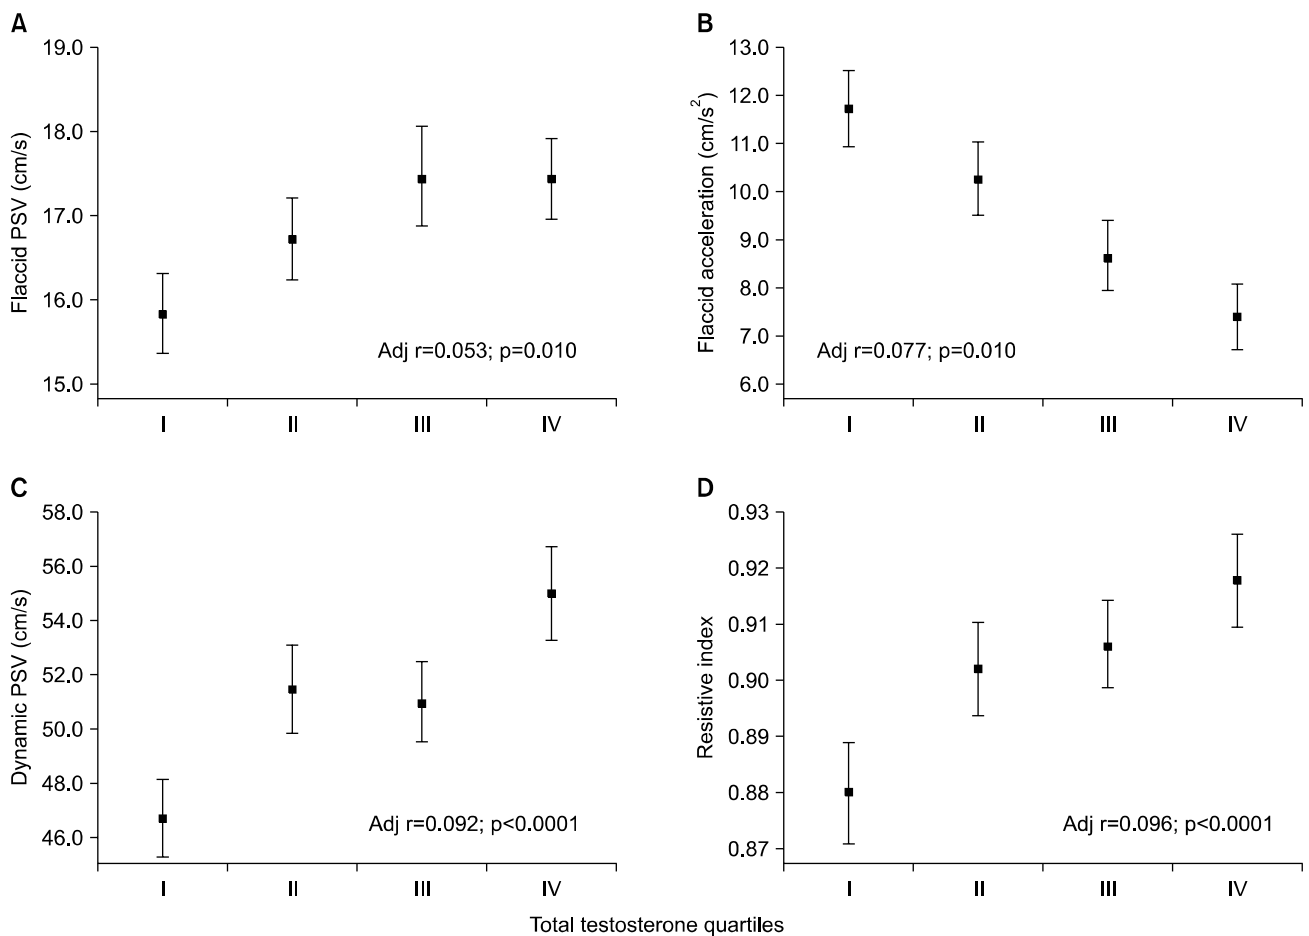 A
Flaccid PSV (cm/s)
19.0
18.0
17.0
16.0
15.0
Adj r=0.053; p=0.010
I II III IV
B
Flaccid acceleration (cm/s²)
13.0
12.0
11.0
10.0
9.0
8.0
7.0
6.0
Adj r=0.077; p=0.010
I II III IV
C
Dynamic PSV (cm/s)
58.0
56.0
54.0
52.0
50.0
48.0
46.0
Adj r=0.092; p<0.0001
I II III IV
D
Resistive index
0.93
0.92
0.91
0.90
0.89
0.88
0.87
Adj r=0.096; p<0.0001
I II III IV
Total testosterone quartiles